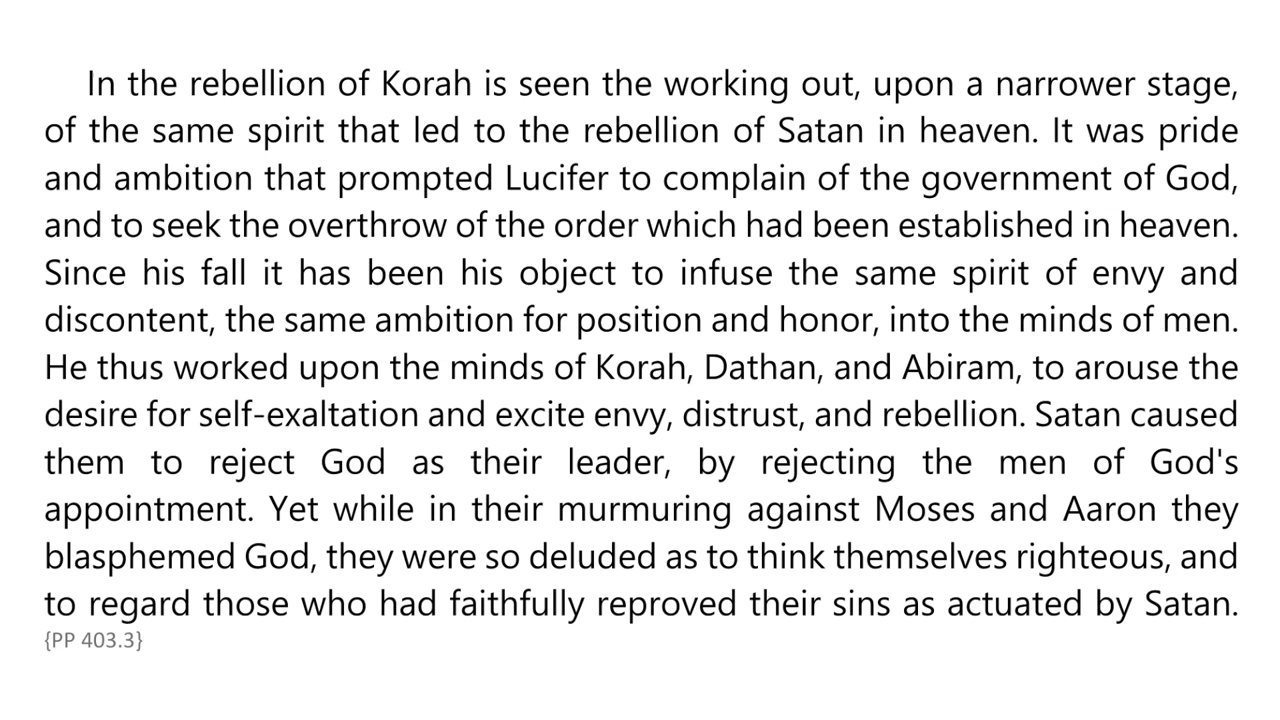 In the rebellion of Korah is seen the working out, upon a narrower stage,
of the same spirit that led to the rebellion of Satan in heaven. It was pride
and ambition that prompted Lucifer to complain of the government of God,
and to seek the overthrow of the order which had been established in heaven.
Since his fall it has been his object to infuse the same spirit of envy and
discontent, the same ambition for position and honor, into the minds of men.
He thus worked upon the minds of Korah, Dathan, and Abiram, to arouse the
desire for self-exaltation and excite envy, distrust, and rebellion. Satan caused
them to reject God as their leader, by rejecting the men of God's
appointment. Yet while in their murmuring against Moses and Aaron they
blasphemed God, they were so deluded as to think themselves righteous, and
to regard those who had faithfully reproved their sins as actuated by Satan.
{PP 403.3}